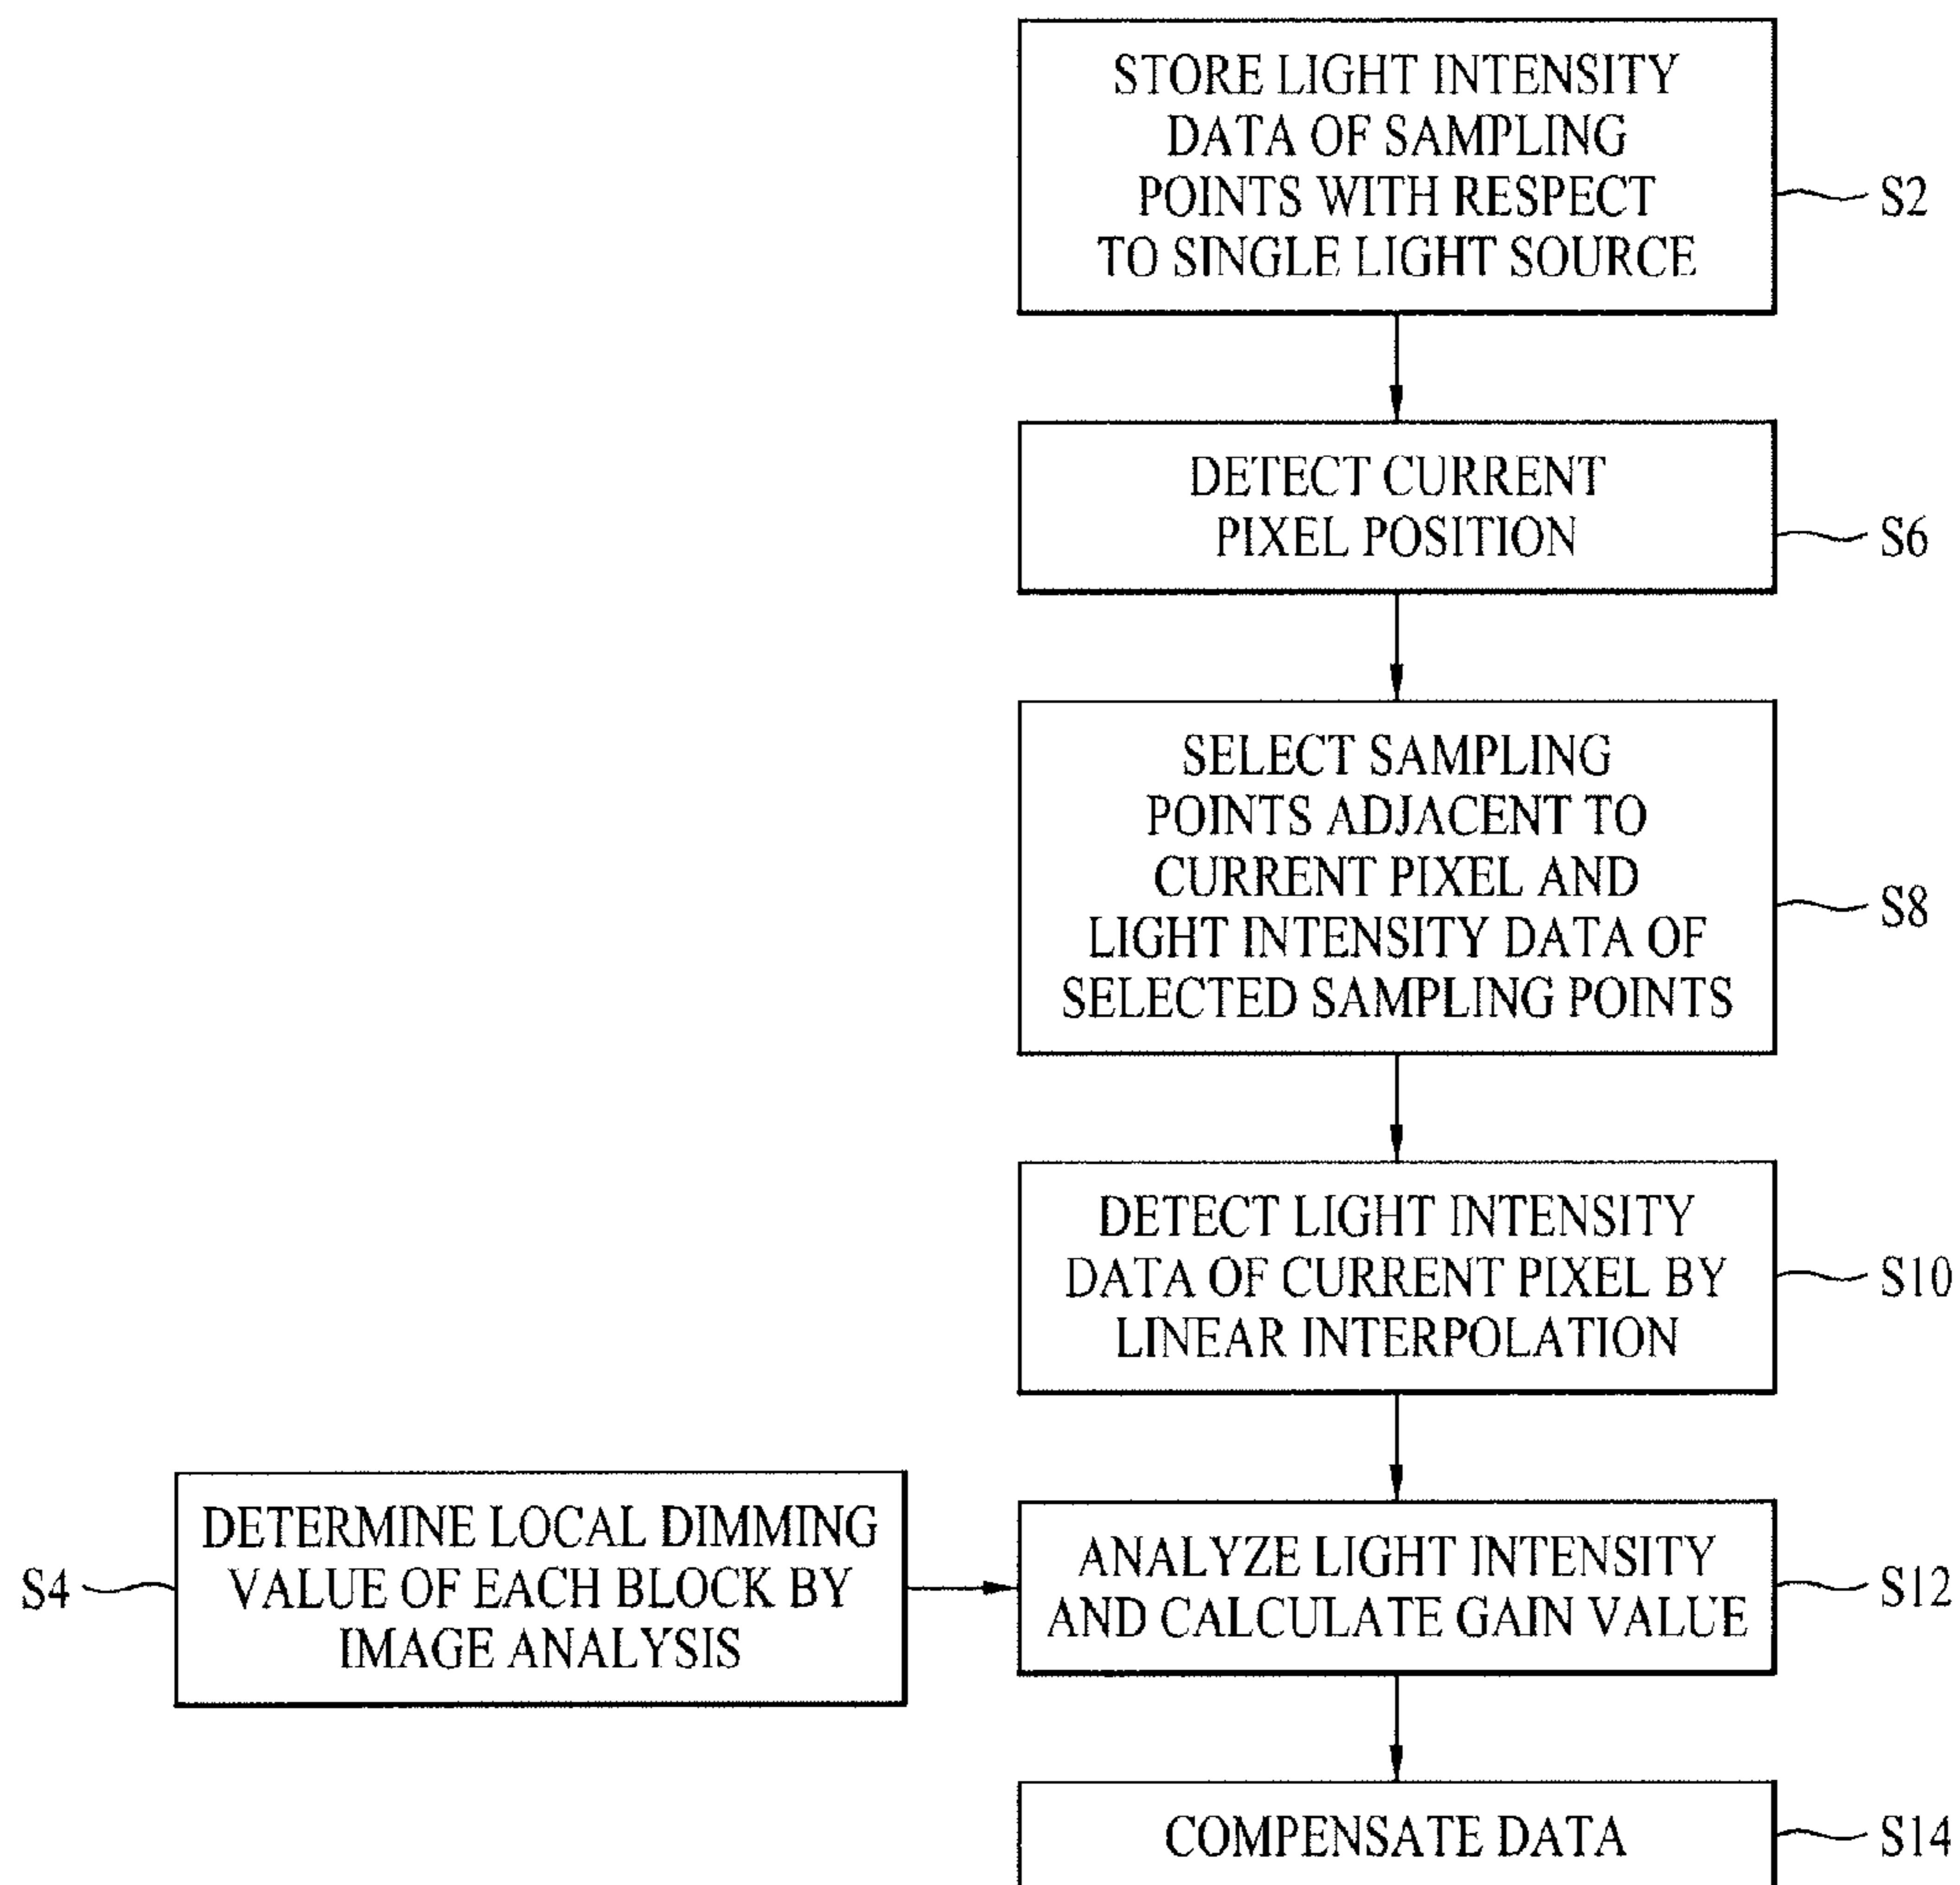 STORE LIGHT INTENSITY
DATA OF SAMPLING
POINTS WITH RESPECT
TO SINGLE LIGHT SOURCE
S2
DETECT CURRENT
PIXEL POSITION
S6
SELECT SAMPLING
POINTS ADJACENT TO
CURRENT PIXEL AND
LIGHT INTENSITY DATA OF
SELECTED SAMPLING POINTS
S8
DETECT LIGHT INTENSITY
DATA OF CURRENT PIXEL BY
LINEAR INTERPOLATION
S10
S4
DETERMINE LOCAL DIMMING
VALUE OF EACH BLOCK BY
IMAGE ANALYSIS
ANALYZE LIGHT INTENSITY
AND CALCULATE GAIN VALUE
S12
COMPENSATE DATA
S14